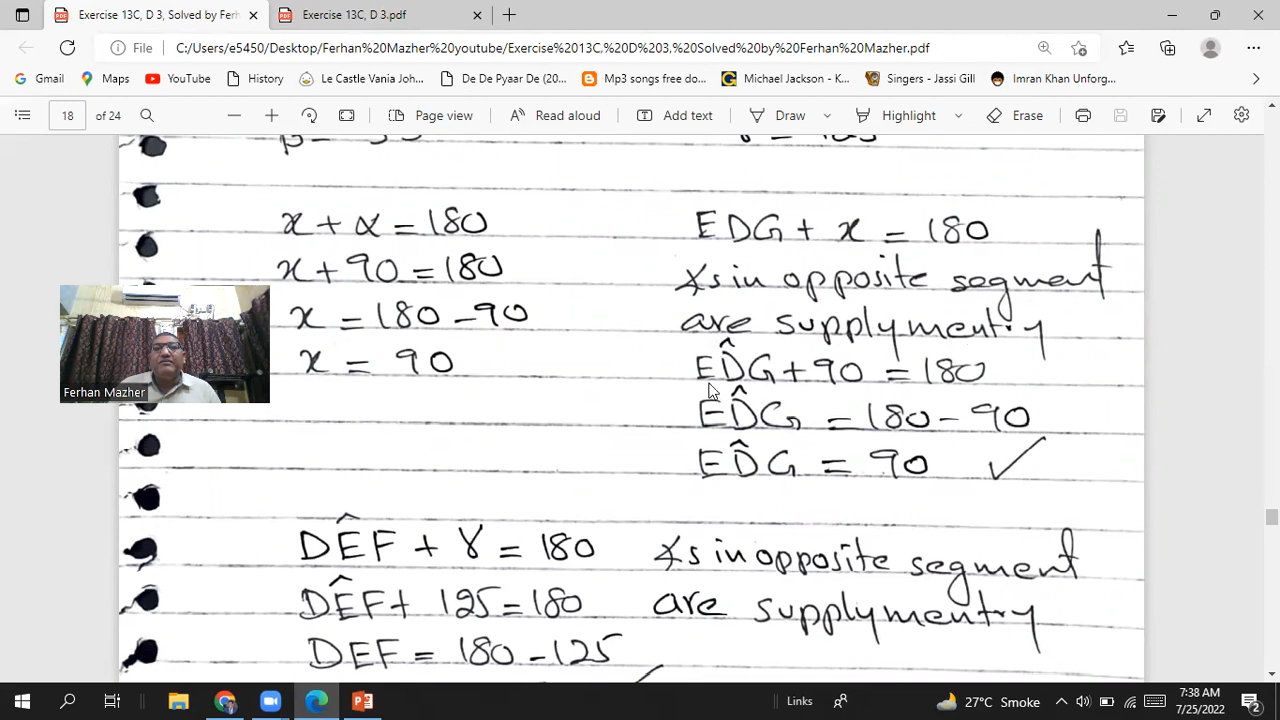 Exercise 13C, D 3, Solved by Ferh
Exercise 13C, D 3.pdf
File
C:/Users/e5450/Desktop/Ferhan%20Mazher%20youtube/Exercise%2013C,%20D%203,%20Solved%20by%20Ferhan%20Mazher.pdf
Gmail
Maps
YouTube
History
Le Castle Vania Joh...
De De Pyaar De (20...
Mp3 songs free do...
Michael Jackson - K...
Singers - Jassi Gill
Imran Khan Unforg...
18 of 24
Page view
Read aloud
Add text
Draw
Highlight
Erase
x + α = 180
x + 90 = 180
x = 180 - 90
x = 90
EDG + x = 180
∡s in opposite segment
are supplymentry
ED̂G + 90 = 180
ED̂G = 180 - 90
ED̂G = 90 ✓
Ferhan Mazher
DÊF + γ = 180
DÊF + 125 = 180
DEF = 180 - 125
∡s in opposite segment
are supplymentry
Links
27°C Smoke
7:38 AM
7/25/2022
2